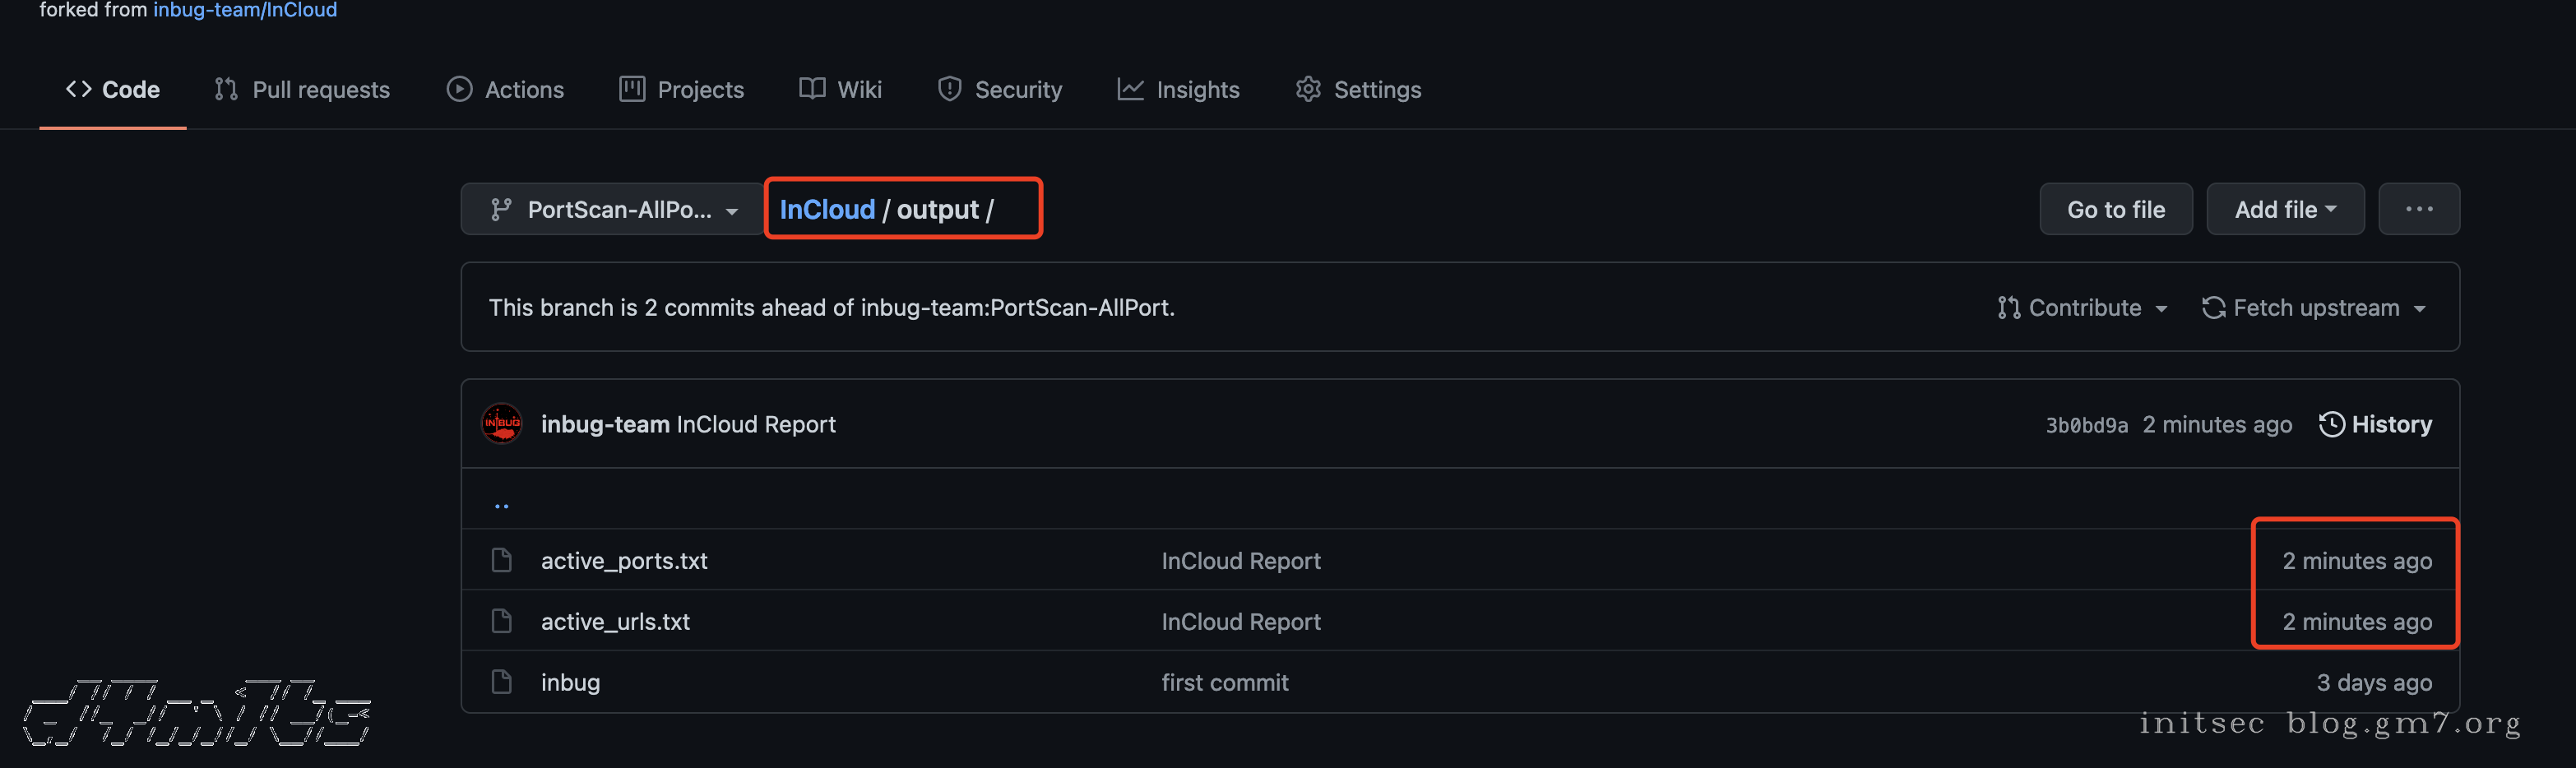 forked from inbug-team/InCloud
Code Pull requests Actions Projects Wiki Security Insights Settings
PortScan-AllPo... InCloud / output / Go to file Add file ...
This branch is 2 commits ahead of inbug-team:PortScan-AllPort. Contribute Fetch upstream
INBUG inbug-team InCloud Report 3b0bd9a 2 minutes ago History
..
active_ports.txt InCloud Report 2 minutes ago
active_urls.txt InCloud Report 2 minutes ago
inbug first commit 3 days ago
d4m1ts
initsec blog.gm7.org